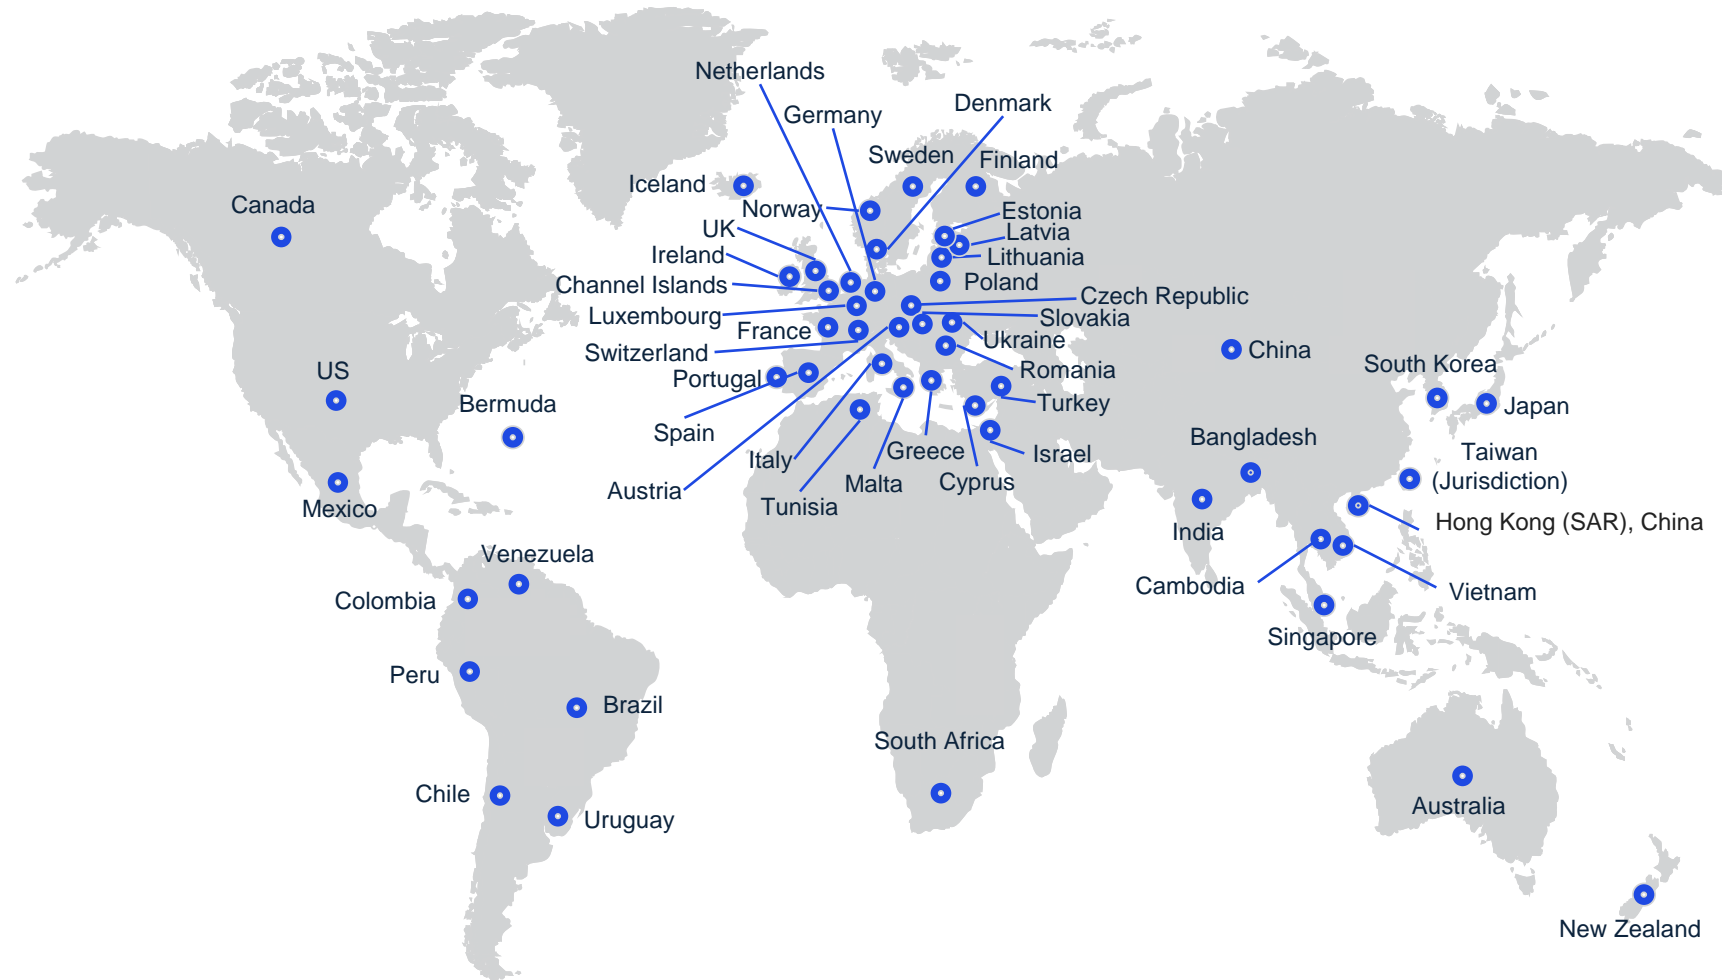 Netherlands
Denmark
Germany
Sweden
Finland
Iceland
Canada
Norway
Estonia
UK
Latvia
Ireland
Lithuania
Channel Islands
Poland
Czech Republic
Luxembourg
Slovakia
France
Ukraine
Switzerland
China
South Korea
US
Portugal
Romania
Bermuda
Turkey
Japan
Spain
Bangladesh
Greece
Israel
Taiwan
(Jurisdiction)
Italy
Malta
Cyprus
Austria
Tunisia
Mexico
India
Hong Kong (SAR), China
Venezuela
Cambodia
Vietnam
Colombia
Singapore
Peru
Brazil
South Africa
Chile
Australia
Uruguay
New Zealand